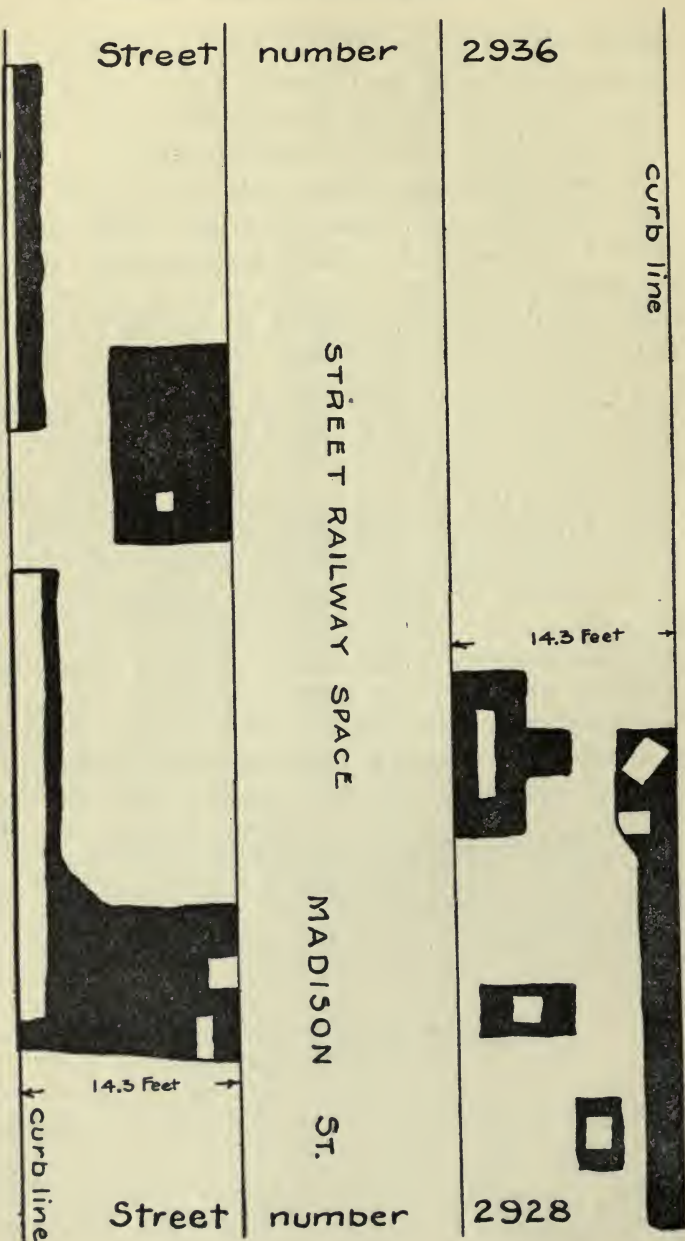 Street number 2936
curb line
STREET RAILWAY SPACE
14.3 Feet
MADISON ST.
14.3 Feet
curb line
Street number 2928